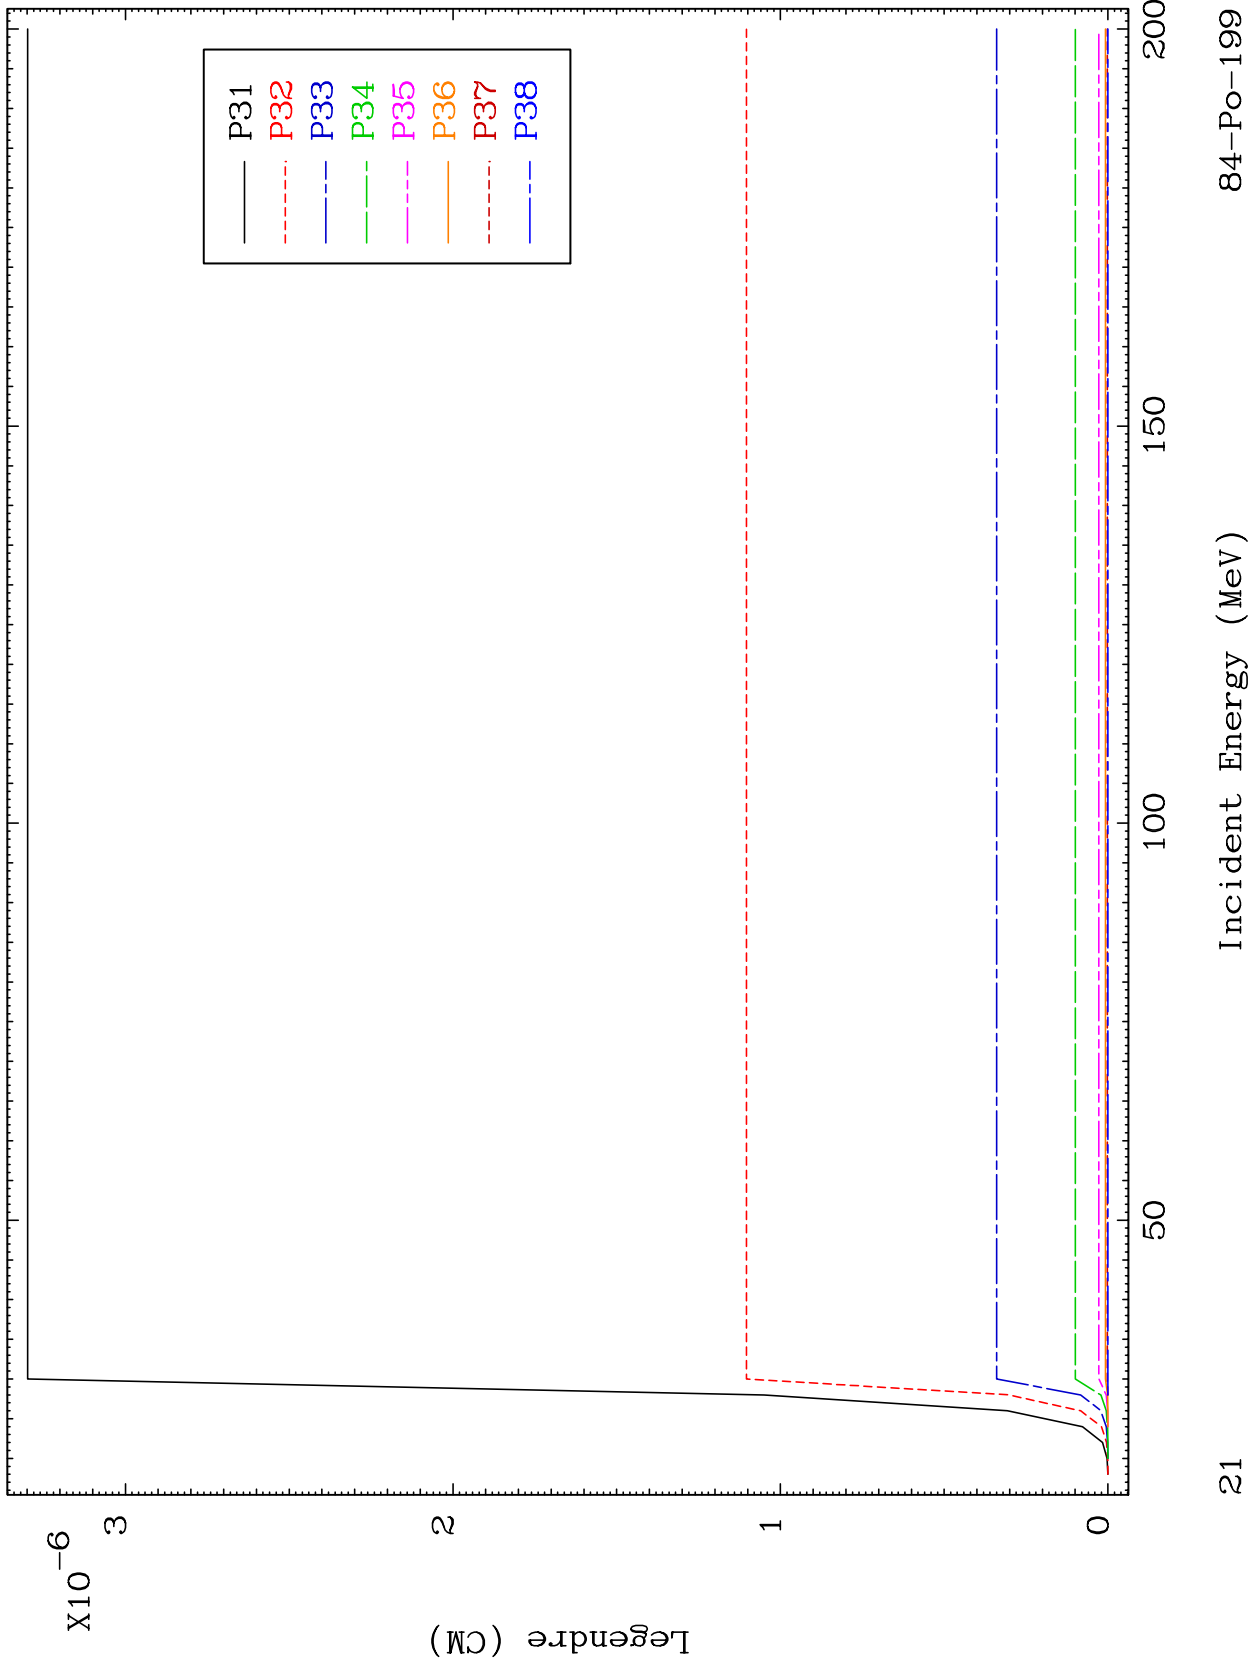 X10-6
3
2
1
0
Legendre (CM)
P31
P32
P33
P34
P35
P36
P37
P38
50
100
150
200
Incident Energy (MeV)
21
84-Po-199